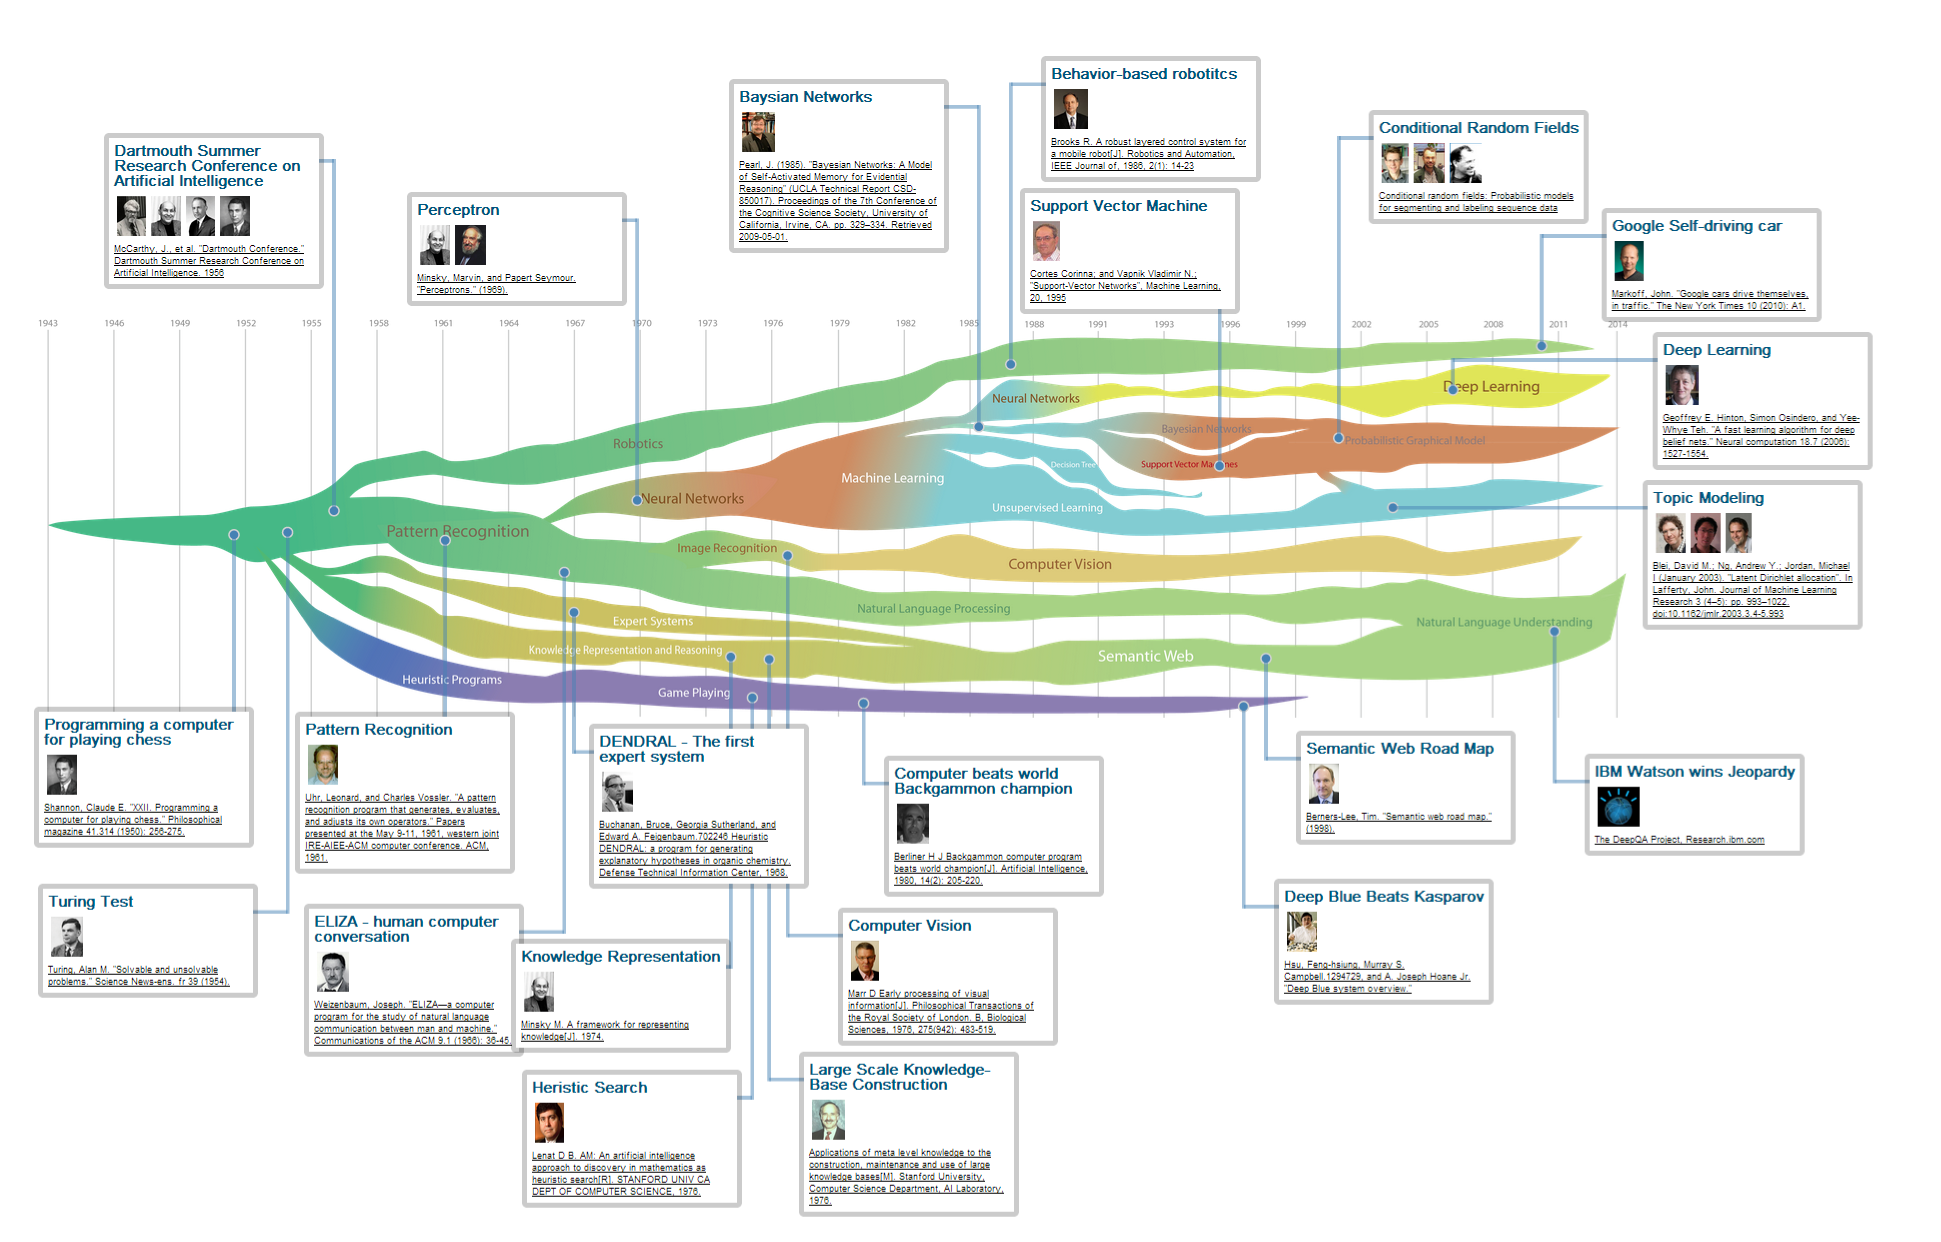 Behavior-based robotitcs
Brooks R. A robust layered control system for
a mobile robot[J]. Robotics and Automation,
IEEE Journal of, 1986, 2(1): 14-23
Baysian Networks
Pearl, J. (1985). "Bayesian Networks: A Model
of Self-Activated Memory for Evidential
Reasoning" (UCLA Technical Report CSD-
850017). Proceedings of the 7th Conference of
the Cognitive Science Society, University of
California, Irvine, CA. pp. 329–334. Retrieved
2009-05-01.
Conditional Random Fields
Conditional random fields: Probabilistic models
for segmenting and labeling sequence data
Dartmouth Summer
Research Conference on
Artificial Intelligence
McCarthy, J., et al. "Dartmouth Conference."
Dartmouth Summer Research Conference on
Artificial Intelligence. 1956
Perceptron
Minsky, Marvin, and Papert Seymour.
"Perceptrons." (1969).
Support Vector Machine
Cortes Corinna; and Vapnik Vladimir N.;
"Support-Vector Networks", Machine Learning,
20, 1995
Google Self-driving car
Markoff, John. "Google cars drive themselves,
in traffic." The New York Times 10 (2010): A1.
1943 1946 1949 1952 1955 1958 1961 1964 1967 1970 1973 1976 1979 1982 1985 1988 1991 1993 1996 1999 2002 2005 2008 2011 2014
Deep Learning
Geoffrey E. Hinton, Simon Osindero, and Yee-
Whye Teh. "A fast learning algorithm for deep
belief nets." Neural computation 18.7 (2006):
1527-1554.
Deep Learning
Neural Networks
Bayesian Networks
Robotics
Probabilistic Graphical Model
Decision Tree
Support Vector Machines
Machine Learning
Neural Networks
Unsupervised Learning
Pattern Recognition
Image Recognition
Computer Vision
Natural Language Processing
Expert Systems
Natural Language Understanding
Knowledge Representation and Reasoning
Semantic Web
Heuristic Programs
Game Playing
Topic Modeling
Blei, David M.; Ng, Andrew Y.; Jordan, Michael
I (January 2003). "Latent Dirichlet allocation". In
Lafferty, John. Journal of Machine Learning
Research 3 (4–5): pp. 993–1022.
doi:10.1162/jmlr.2003.3.4-5.993
Programming a computer
for playing chess
Shannon, Claude E. "XXII. Programming a
computer for playing chess." Philosophical
magazine 41.314 (1950): 256-275.
Pattern Recognition
Uhr, Leonard, and Charles Vossler. "A pattern
recognition program that generates, evaluates,
and adjusts its own operators." Papers
presented at the May 9-11, 1961, western joint
IRE-AIEE-ACM computer conference. ACM,
1961.
DENDRAL - The first
expert system
Buchanan, Bruce, Georgia Sutherland, and
Edward A. Feigenbaum.702246 Heuristic
DENDRAL: a program for generating
explanatory hypotheses in organic chemistry.
Defense Technical Information Center, 1968.
Computer beats world
Backgammon champion
Berliner H J Backgammon computer program
beats world champion[J]. Artificial Intelligence,
1980, 14(2): 205-220.
Semantic Web Road Map
Berners-Lee, Tim. "Semantic web road map."
(1998).
IBM Watson wins Jeopardy
The DeepQA Project, Research.ibm.com
Turing Test
Turing, Alan M. "Solvable and unsolvable
problems." Science News-ens. fr 39 (1954).
ELIZA - human computer
conversation
Weizenbaum, Joseph. "ELIZA—a computer
program for the study of natural language
communication between man and machine."
Communications of the ACM 9.1 (1966): 36-45.
Knowledge Representation
Minsky M. A framework for representing
knowledge[J]. 1974.
Computer Vision
Marr D Early processing of visual
information[J]. Philosophical Transactions of
the Royal Society of London. B, Biological
Sciences, 1976, 275(942): 483-519.
Deep Blue Beats Kasparov
Hsu, Feng-hsiung, Murray S.
Campbell.1294729, and A. Joseph Hoane Jr.
"Deep Blue system overview."
Heristic Search
Lenat D B. AM: An artificial intelligence
approach to discovery in mathematics as
heuristic search[R]. STANFORD UNIV CA
DEPT OF COMPUTER SCIENCE, 1976.
Large Scale Knowledge-
Base Construction
Applications of meta level knowledge to the
construction, maintenance and use of large
knowledge bases[M]. Stanford University,
Computer Science Department, AI Laboratory,
1976.